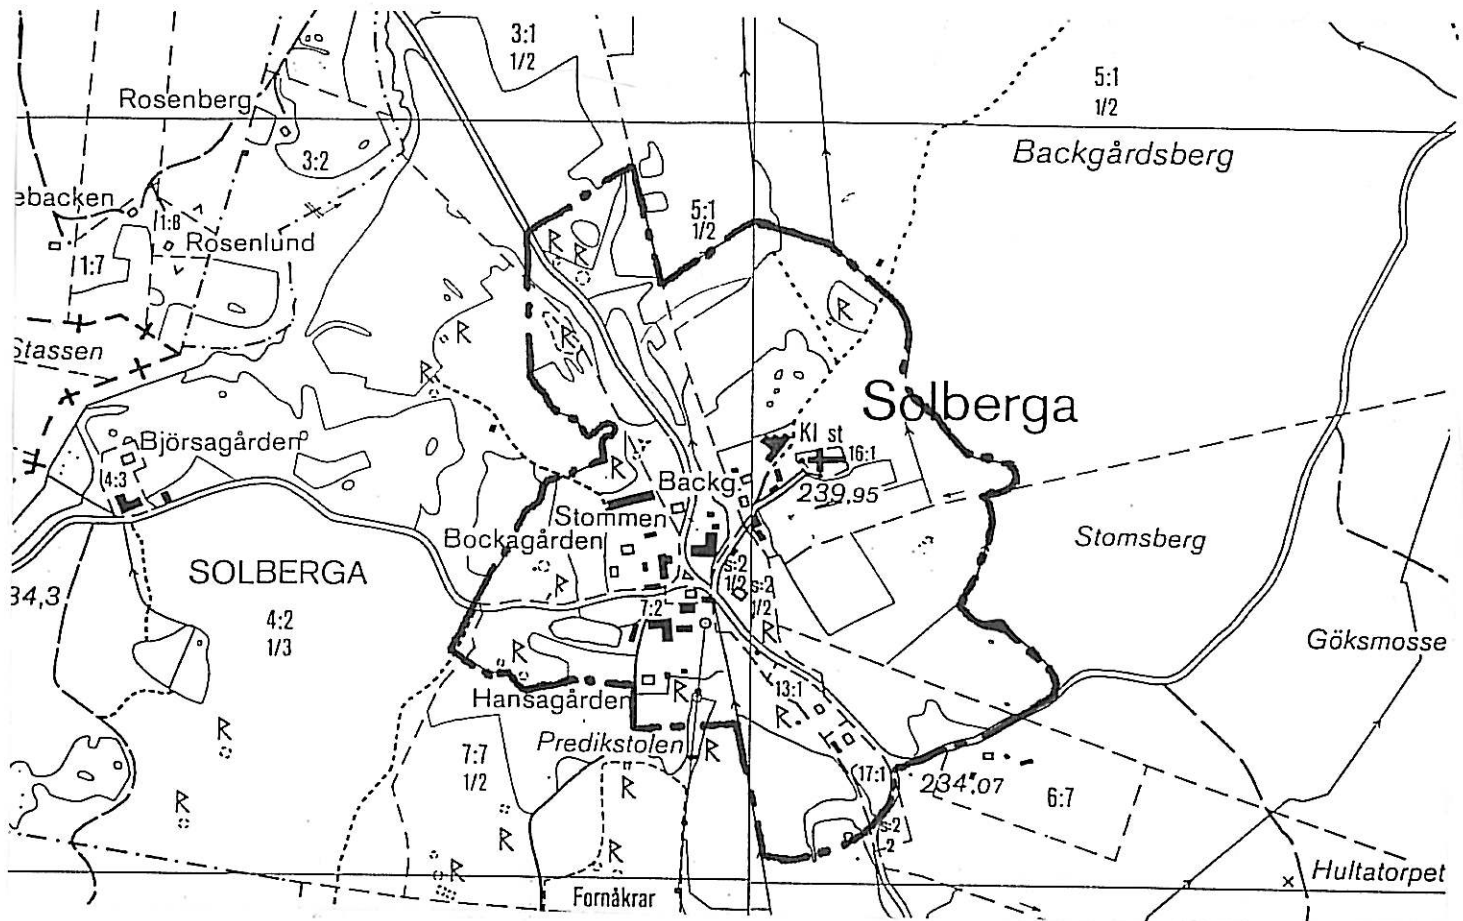 3:1
1/2
5:1
1/2
Rosenberg
Backgårdsberg
3:2
ebacken
1:8
5:1
1/2
Rosenlund
1:7
R
R
R
R
R
Stassen
R
Solberga
Kl st
Björsagården
16:1
R
Backg.
4:3
239,95
Stommen
Bockagården
Stomsberg
SOLBERGA
s:2
1/2
s:2
1/2
34,3
R
7:2
4:2
1/3
R
Göksmosse
R
Hansagården
R
13:1
R
R
Predikstolen
R
7:7
1/2
17:1
234,07
6:7
R
R
s:2
2
R
R
R
Hultatorpet
Fornåkrar